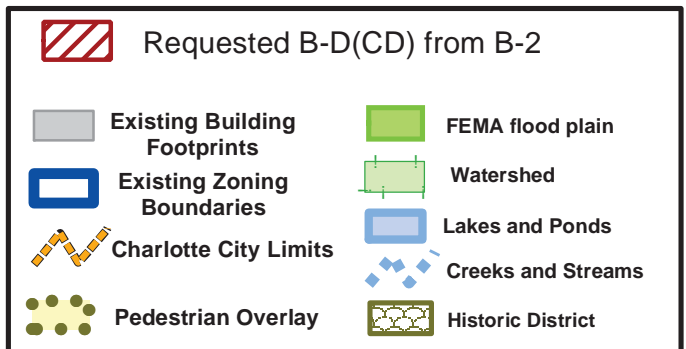 Requested B-D(CD) from B-2
Existing Building
Footprints
Existing Zoning
Boundaries
Charlotte City Limits
Pedestrian Overlay
FEMA flood plain
Watershed
Lakes and Ponds
Creeks and Streams
Historic District